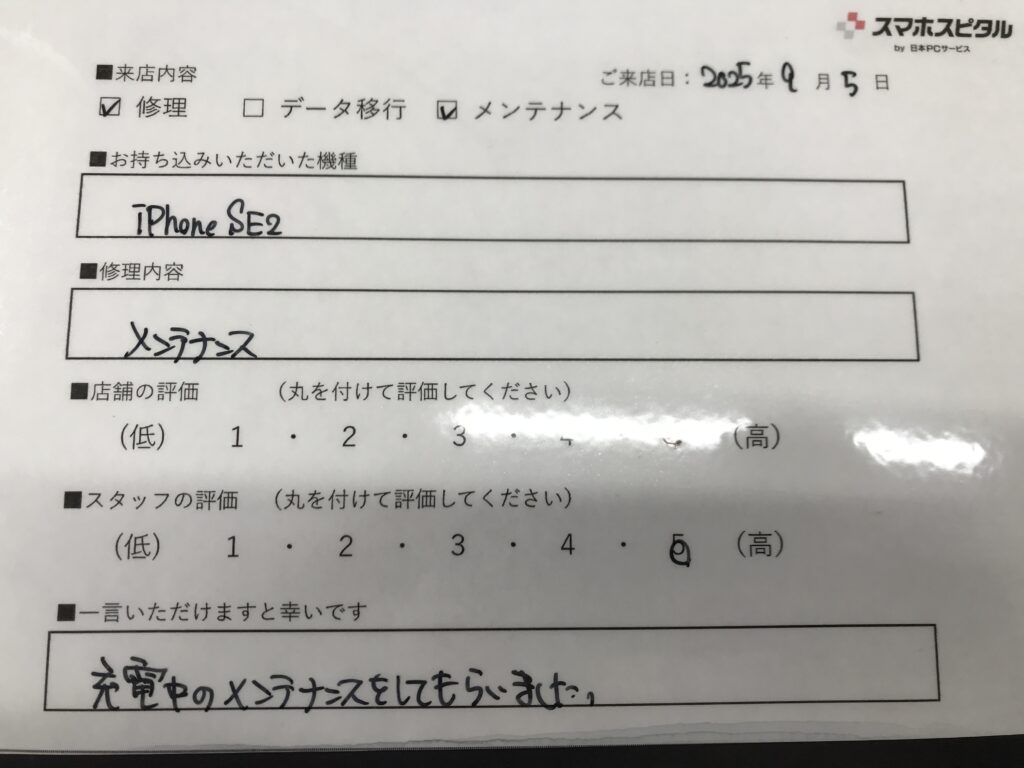 スマホスピタル
by 日本PCサービス
■来店内容
ご来店日：2025年9月5日
☑ 修理 ☐ データ移行 ☑ メンテナンス
■お持ち込みいただいた機種
iPhone SE2
■修理内容
メンテナンス
■店舗の評価 （丸を付けて評価してください）
（低） 1 ・ 2 ・ 3 ・ 4 （高）
■スタッフの評価 （丸を付けて評価してください）
（低） 1 ・ 2 ・ 3 ・ 4 ・ 5 （高）
■一言いただけますと幸いです
充電中のメンテナンスをしてもらいました。